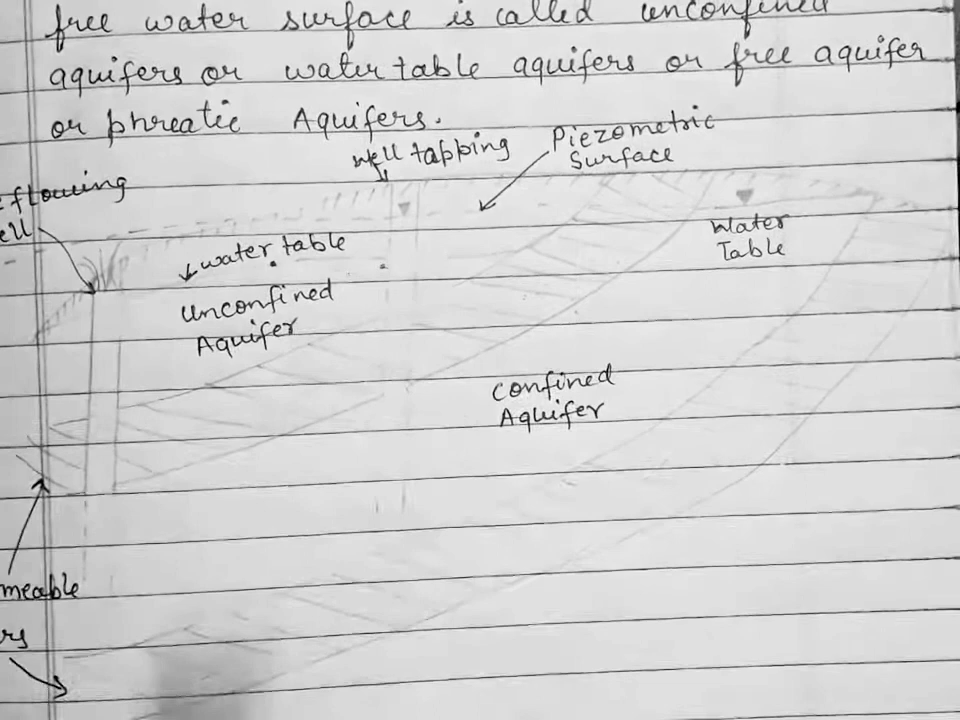 free water surface is called unconfined
aquifers or water table aquifers or free aquifer
or phreatic Aquifers.
well tapping
Piezometric
Surface
flowing
ell
water table
Water
Table
Unconfined
Aquifer
Confined
Aquifer
meable
rs